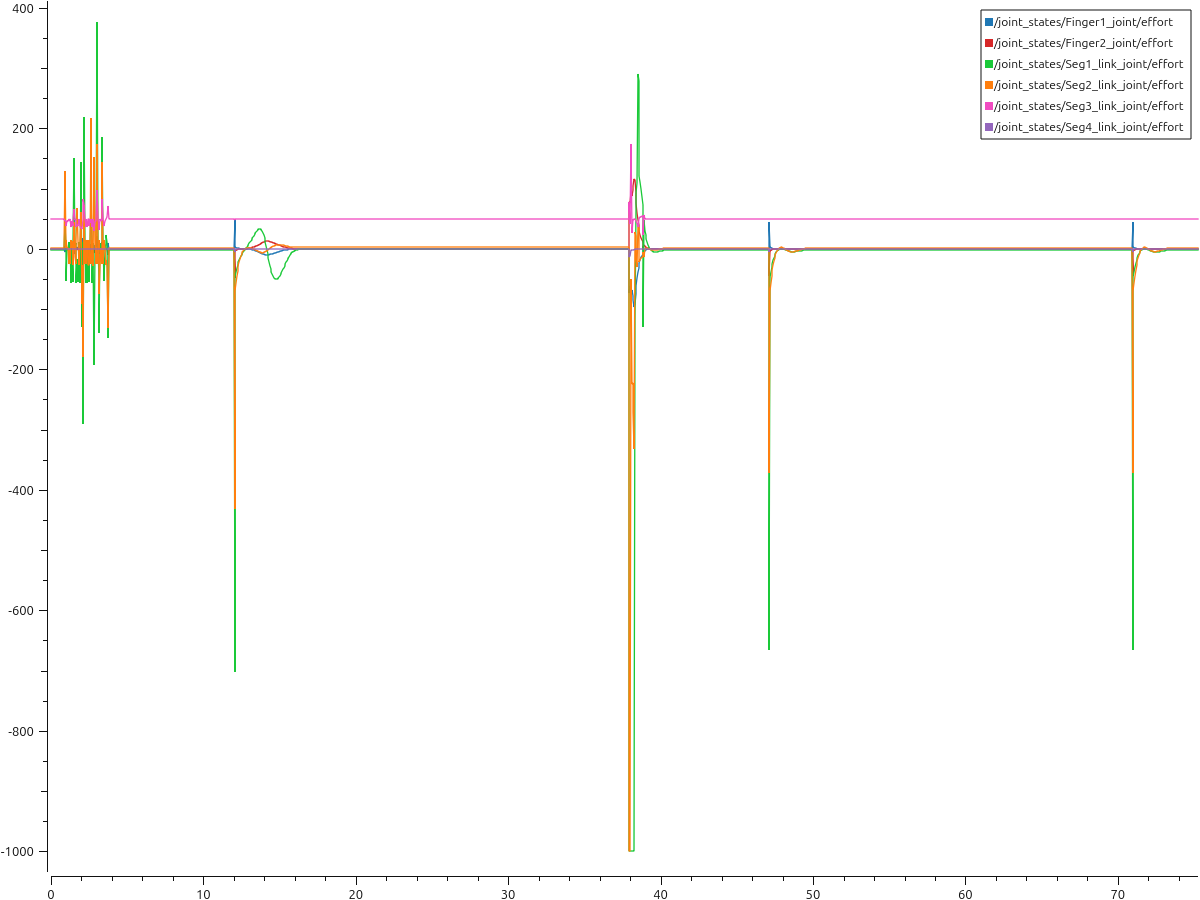 400
200
0
-200
-400
-600
-800
-1000
0 10 20 30 40 50 60 70
/joint_states/Finger1_joint/effort
/joint_states/Finger2_joint/effort
/joint_states/Seg1_link_joint/effort
/joint_states/Seg2_link_joint/effort
/joint_states/Seg3_link_joint/effort
/joint_states/Seg4_link_joint/effort